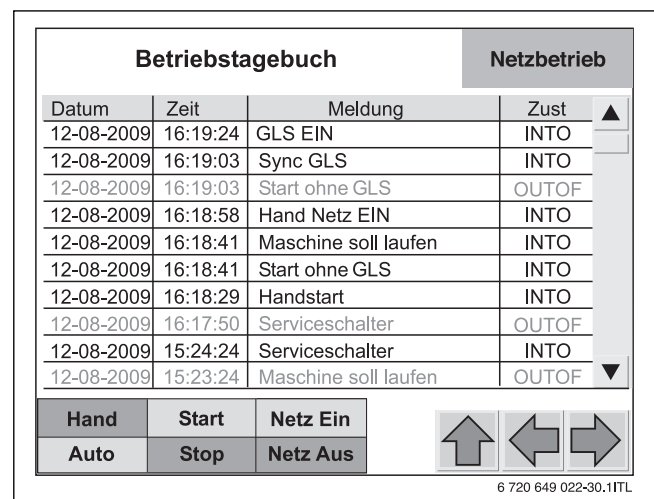 Betriebstagebuch Netzbetrieb
Datum Zeit Meldung Zust
12-08-2009 16:19:24 GLS EIN INTO
12-08-2009 16:19:03 Sync GLS INTO
12-08-2009 16:19:03 Start ohne GLS OUTOF
12-08-2009 16:18:58 Hand Netz EIN INTO
12-08-2009 16:18:41 Maschine soll laufen INTO
12-08-2009 16:18:41 Start ohne GLS INTO
12-08-2009 16:18:29 Handstart INTO
12-08-2009 16:17:50 Serviceschalter OUTOF
12-08-2009 15:24:24 Serviceschalter INTO
12-08-2009 15:23:24 Maschine soll laufen OUTOF
Hand Start Netz Ein
Auto Stop Netz Aus
6 720 649 022-30.1ITL